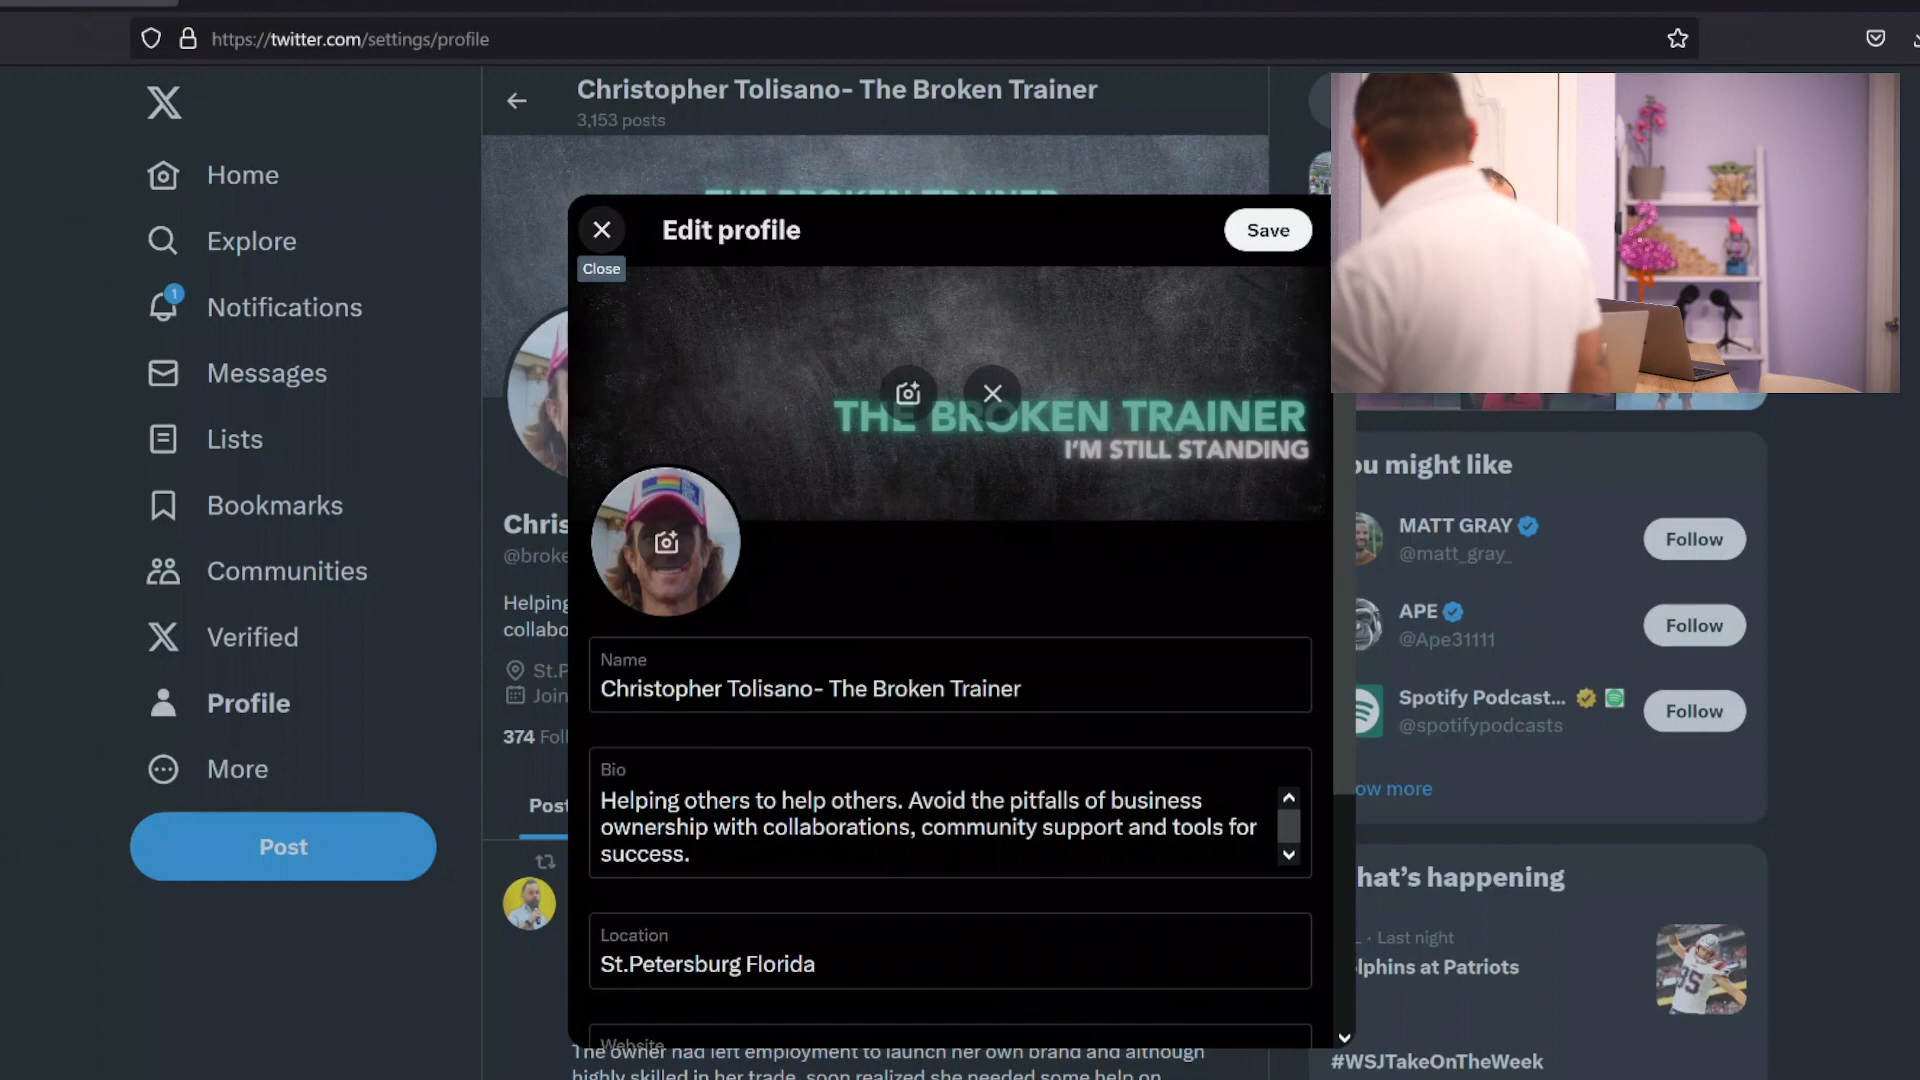 https://twitter.com/settings/profile
Christopher Tolisano- The Broken Trainer
3,153 posts
Home
Explore
1
Notifications
Messages
Lists
Bookmarks
Communities
Verified
Profile
More
Post
Edit profile
Save
Close
THE BROKEN TRAINER
I'M STILL STANDING
Name
Christopher Tolisano- The Broken Trainer
Bio
Helping others to help others. Avoid the pitfalls of business
ownership with collaborations, community support and tools for
success.
Location
St.Petersburg Florida
Website
Chris
@broke
Helping
collabo
St.P
Join
374 Foll
Post
The owner had left employment to launch her own brand and although
highly skilled in her trade, soon realized she needed some help on
ou might like
MATT GRAY
@matt_gray_
Follow
APE
@Ape31111
Follow
Spotify Podcast...
@spotifypodcasts
Follow
ow more
hat's happening
L · Last night
lphins at Patriots
#WSJTakeOnTheWeek